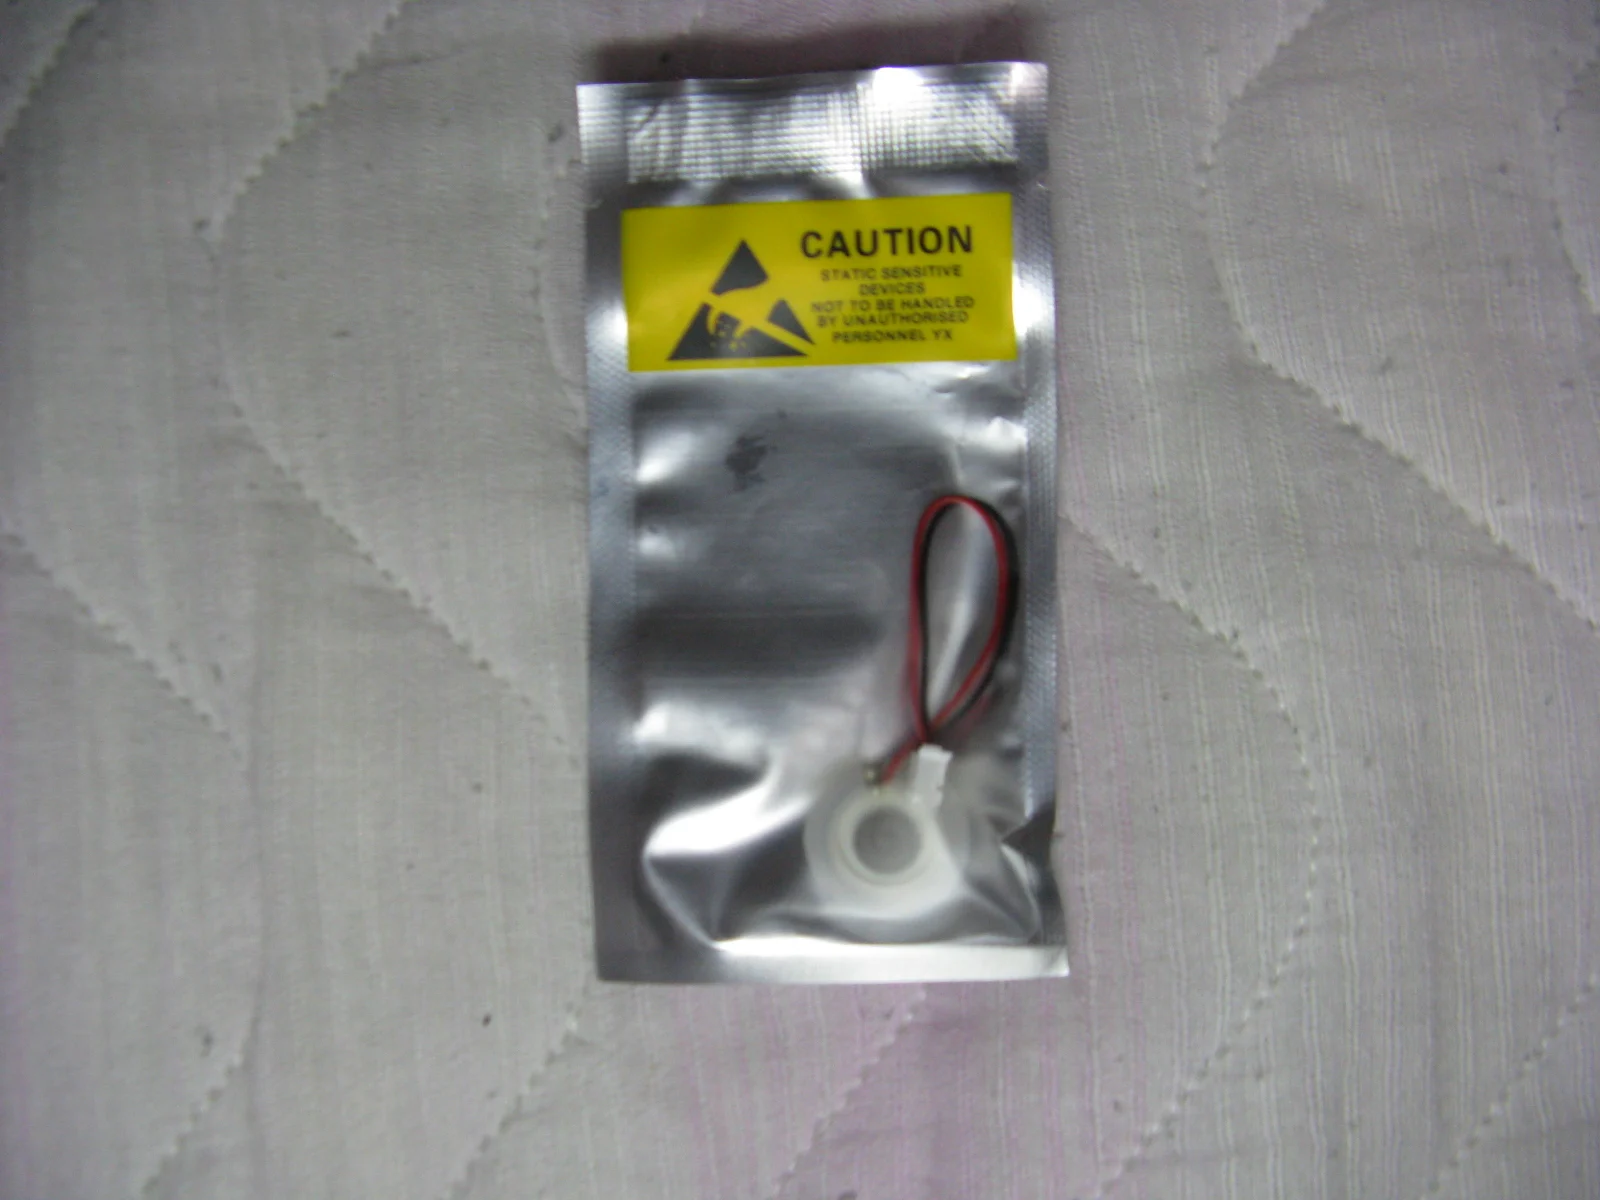 CAUTION
STATIC SENSITIVE
DEVICES
NOT TO BE HANDLED
BY UNAUTHORISED
PERSONNEL YX